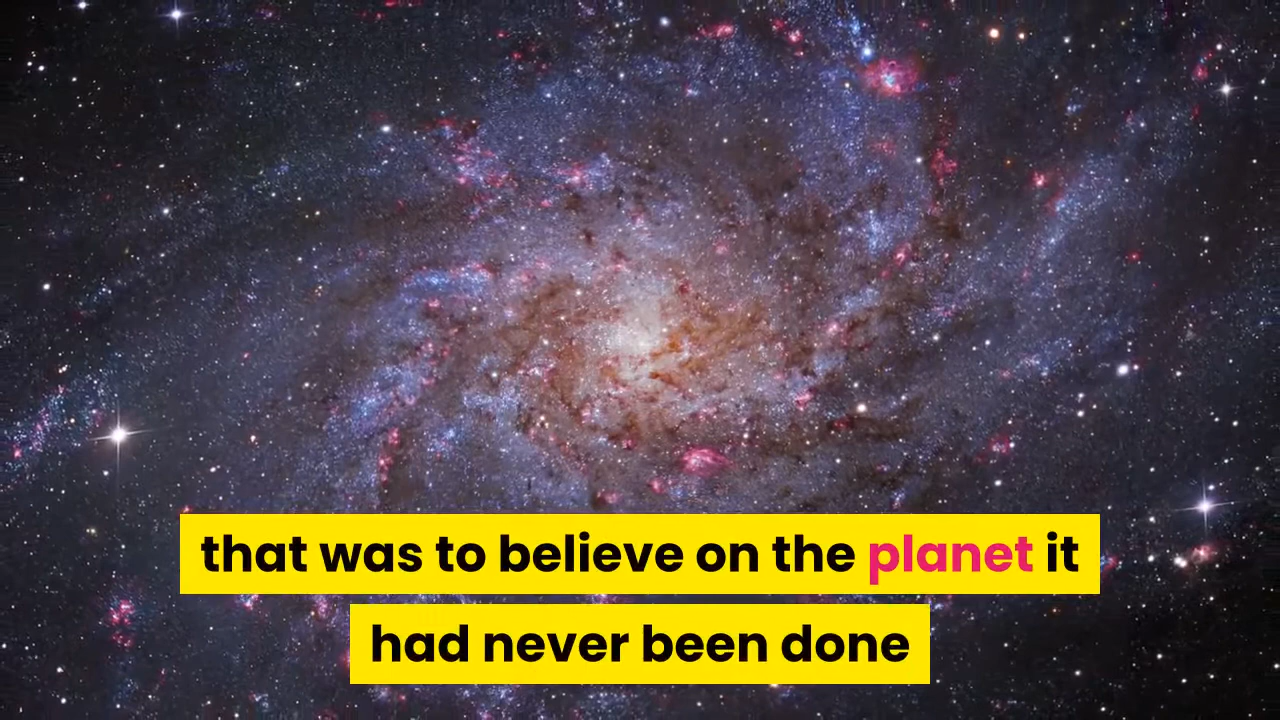 that was to believe on the planet it
had never been done